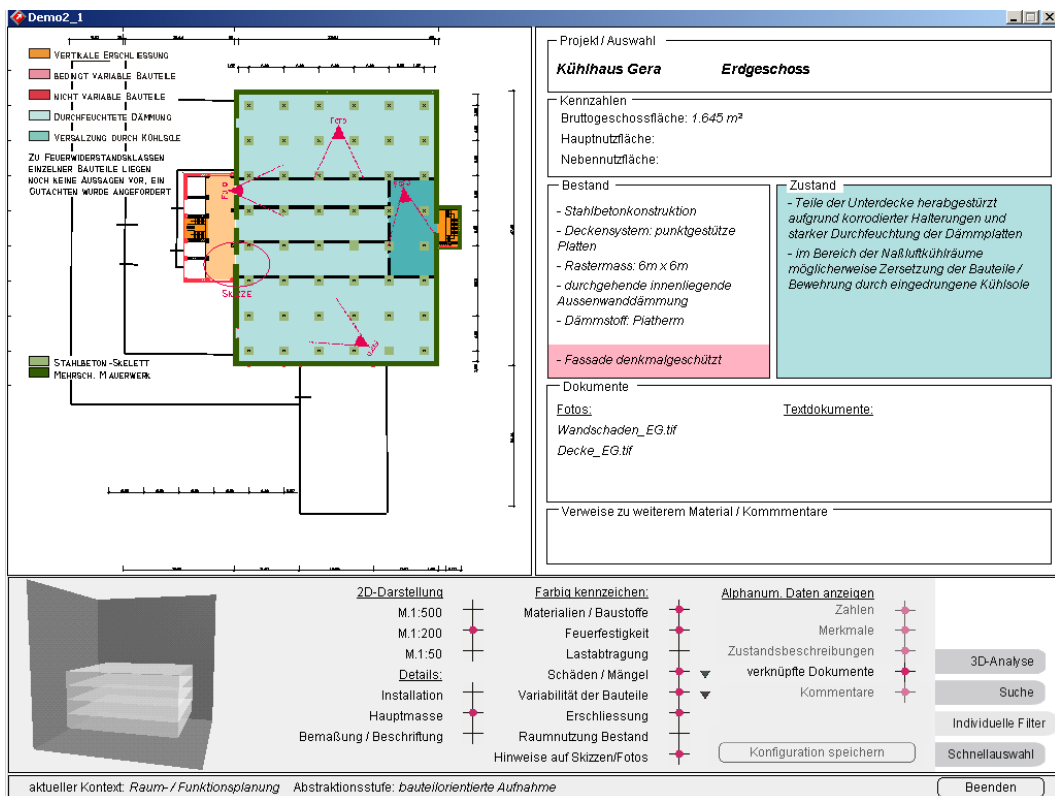 Demo2_1
VERTIKALE ERSCHLIESSUNG
BEDINGT VARIABLE BAUTEILE
NICHT VARIABLE BAUTEILE
DURCHFEUCHTETE DÄMMUNG
VERSALZUNG DURCH KÜHLSOLE
ZU FEUERWIDERSTANDSKLASSEN
EINZELNER BAUTEILE LIEGEN
NOCH KEINE AUSSAGEN VOR, EIN
GUTACHTEN WURDE ANGEFORDERT
FOTO
FOTO
SKIZZE
STAHLBETON-SKELETT
MEHRSCH. MAUERWERK
Projekt / Auswahl
Kühlhaus Gera Erdgeschoss
Kennzahlen
Bruttogeschossfläche: 1.645 m²
Hauptnutzfläche:
Nebennutzfläche:
Bestand
- Stahlbetonkonstruktion
- Deckensystem: punktgestütze
Platten
- Rastermass: 6m x 6m
- durchgehende innenliegende
Aussenwanddämmung
- Dämmstoff: Piatherm
- Fassade denkmalgeschützt
Zustand
- Teile der Unterdecke herabgestürzt
aufgrund korrodierter Halterungen und
starker Durchfeuchtung der Dämmplatten
- im Bereich der Naßluftkühlräume
möglicherweise Zersetzung der Bauteile /
Bewehrung durch eingedrungene Kühlsole
Dokumente
Fotos: Textdokumente:
Wandschaden_EG.tif
Decke_EG.tif
Verweise zu weiterem Material / Kommmentare
2D-Darstellung
M.1:500
M.1:200
M.1:50
Details:
Installation
Hauptmasse
Bemaßung / Beschriftung
Farbig kennzeichen:
Materialien / Baustoffe
Feuerfestigkeit
Lastabtragung
Schäden / Mängel
Variabilität der Bauteile
Erschliessung
Raumnutzung Bestand
Hinweise auf Skizzen/Fotos
Alphanum. Daten anzeigen
Zahlen
Merkmale
Zustandsbeschreibungen
verknüpfte Dokumente
Kommentare
Konfiguration speichern
3D-Analyse
Suche
Individuelle Filter
Schnellauswahl
aktueller Kontext: Raum- / Funktionsplanung Abstraktionsstufe: bauteilorientierte Aufnahme
Beenden